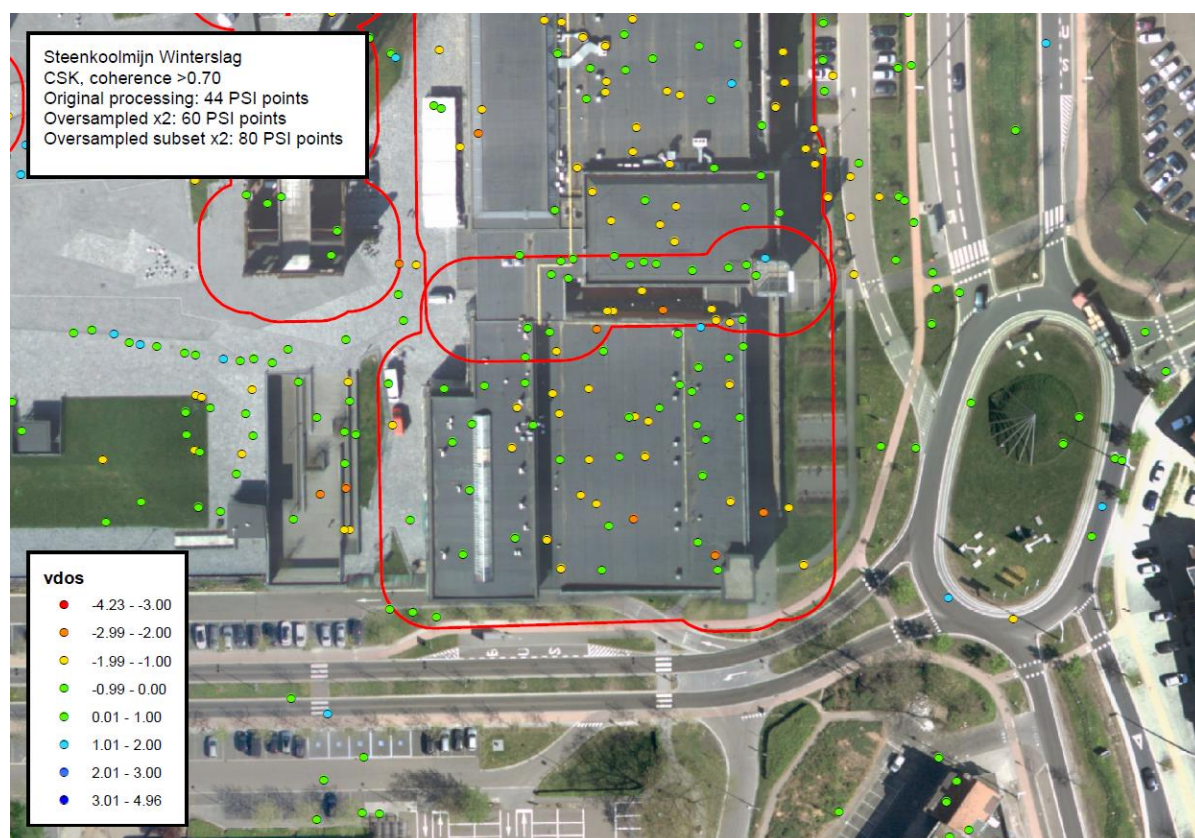 Steenkoolmijn Winterslag
CSK, coherence >0.70
Original processing: 44 PSI points
Oversampled x2: 60 PSI points
Oversampled subset x2: 80 PSI points
BUS
vdos
-4.23 - -3.00
-2.99 - -2.00
-1.99 - -1.00
-0.99 - 0.00
0.01 - 1.00
1.01 - 2.00
2.01 - 3.00
3.01 - 4.96